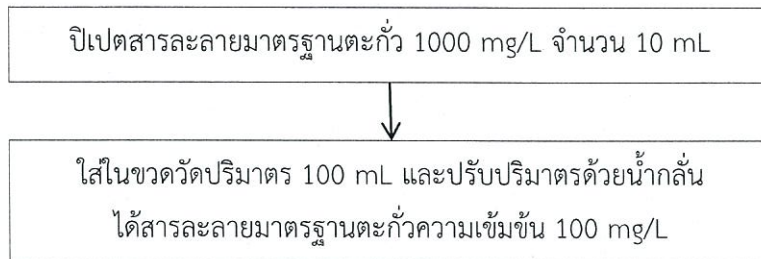 ปิเปตสารละลายมาตรฐานตะกั่ว 1000 mg/L จำนวน 10 mL
ใส่ในขวดวัดปริมาตร 100 mL และปรับปริมาตรด้วยน้ำกลั่น
ได้สารละลายมาตรฐานตะกั่วความเข้มข้น 100 mg/L